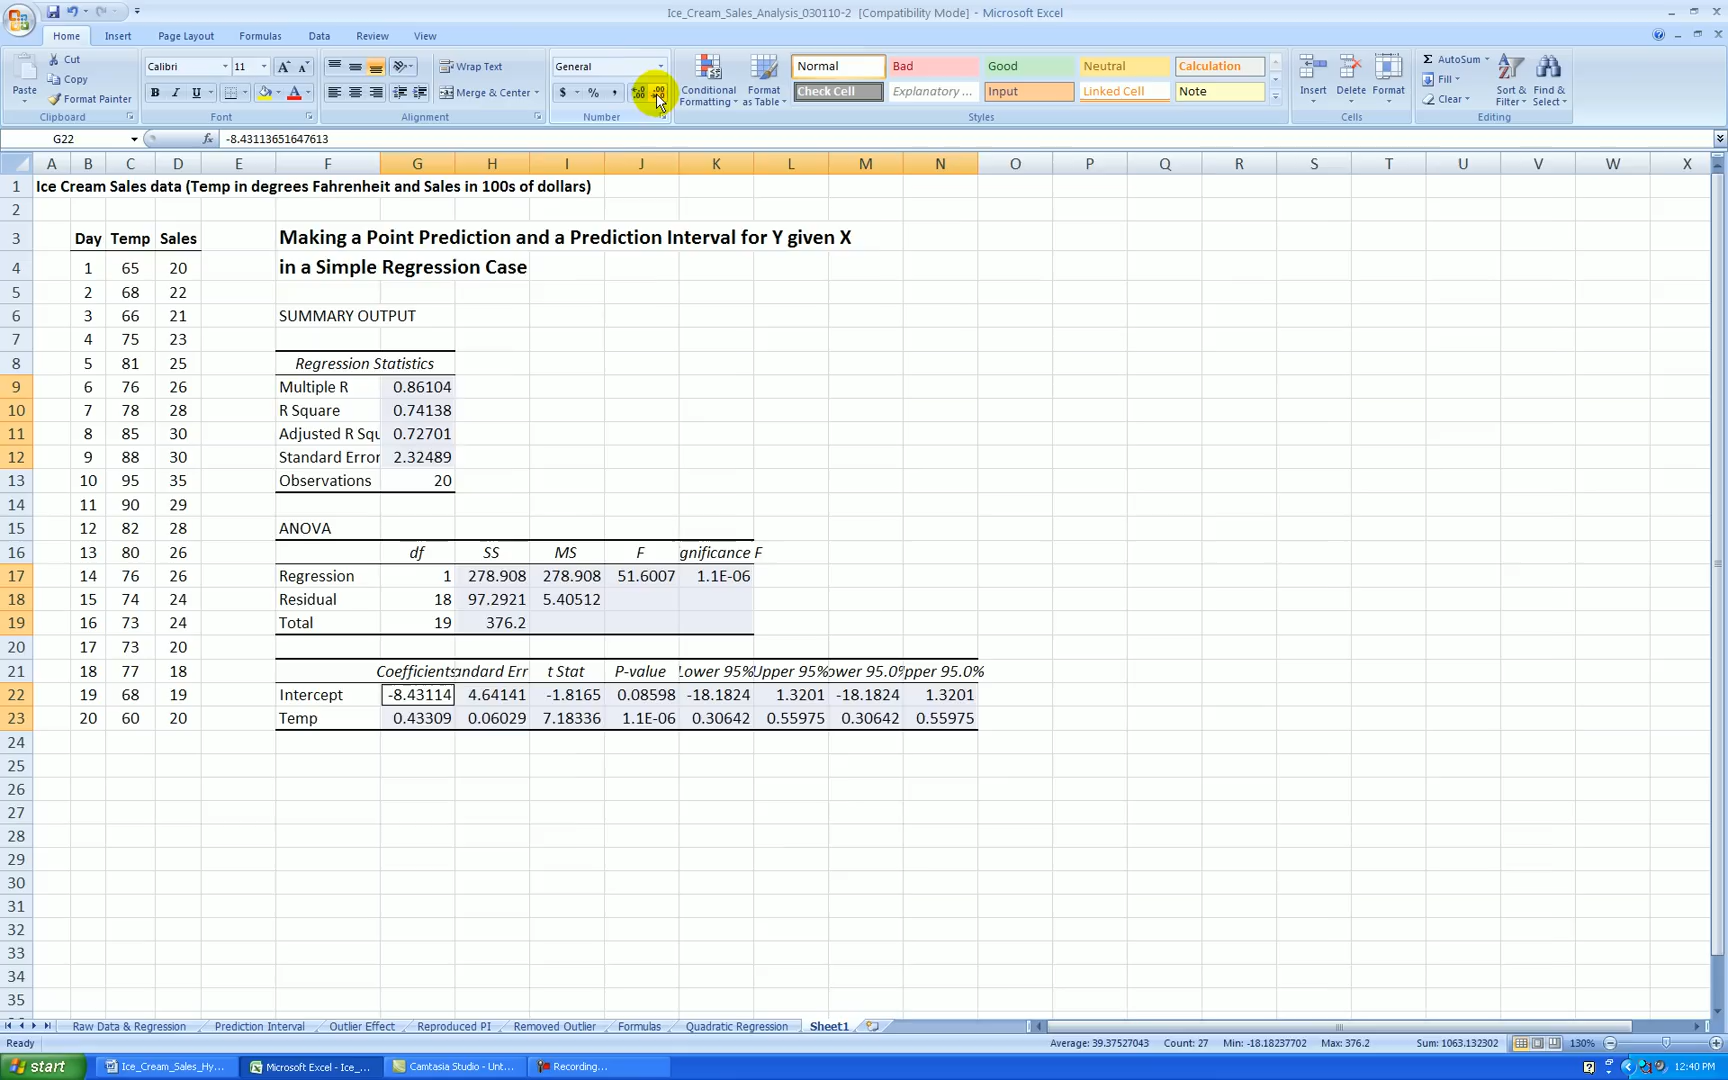 Ice_Cream_Sales_Analysis_030110-2 [Compatibility Mode] - Microsoft Excel
Home Insert Page Layout Formulas Data Review View
Paste Cut Copy Format Painter
Clipboard
Calibri 11
B I U
Font
Wrap Text
Merge & Center
Alignment
General
$ % ,
Number
Conditional Formatting
Format as Table
Normal Bad Good Neutral Calculation
Check Cell Explanatory ... Input Linked Cell Note
Styles
Insert Delete Format
Cells
AutoSum
Fill
Clear
Sort & Filter
Find & Select
Editing
G22 fx -8.43113651647613
A B C D E F G H I J K L M N O P Q R S T U V W X
1 Ice Cream Sales data (Temp in degrees Fahrenheit and Sales in 100s of dollars)
2
3 Day Temp Sales Making a Point Prediction and a Prediction Interval for Y given X
4 1 65 20 in a Simple Regression Case
5 2 68 22
6 3 66 21 SUMMARY OUTPUT
7 4 75 23
8 5 81 25 Regression Statistics
9 6 76 26 Multiple R 0.86104
10 7 78 28 R Square 0.74138
11 8 85 30 Adjusted R Squ 0.72701
12 9 88 30 Standard Error 2.32489
13 10 95 35 Observations 20
14 11 90 29
15 12 82 28 ANOVA
16 13 80 26 df SS MS F gnificance F
17 14 76 26 Regression 1 278.908 278.908 51.6007 1.1E-06
18 15 74 24 Residual 18 97.2921 5.40512
19 16 73 24 Total 19 376.2
20 17 73 20
21 18 77 18 Coefficients andard Err t Stat P-value Lower 95% Upper 95% ower 95.0% pper 95.0%
22 19 68 19 Intercept -8.43114 4.64141 -1.8165 0.08598 -18.1824 1.3201 -18.1824 1.3201
23 20 60 20 Temp 0.43309 0.06029 7.18336 1.1E-06 0.30642 0.55975 0.30642 0.55975
24
25
26
27
28
29
30
31
32
33
34
35
Raw Data & Regression Prediction Interval Outlier Effect Reproduced PI Removed Outlier Formulas Quadratic Regression Sheet1
Ready Average: 39.37527043 Count: 27 Min: -18.18237702 Max: 376.2 Sum: 1063.132302 130%
start Ice_Cream_Sales_Hy... Microsoft Excel - Ice_... Camtasia Studio - Unt... Recording... 12:40 PM